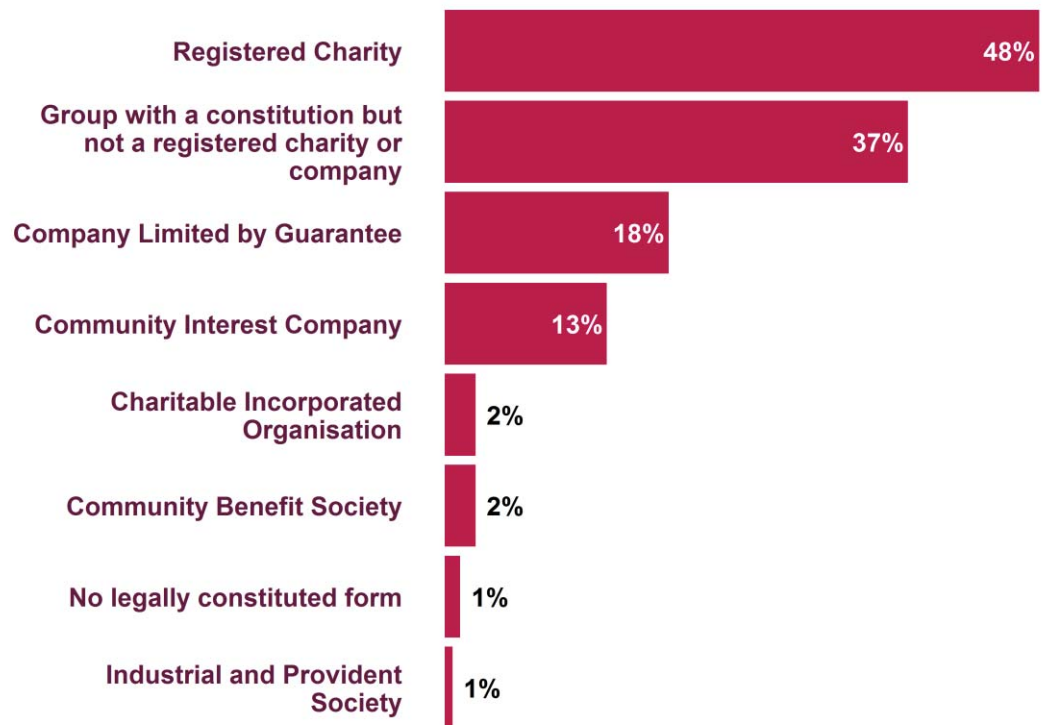 Registered Charity
48%
Group with a constitution but
not a registered charity or
company
37%
Company Limited by Guarantee
18%
Community Interest Company
13%
Charitable Incorporated
Organisation
2%
Community Benefit Society
2%
No legally constituted form
1%
Industrial and Provident
Society
1%